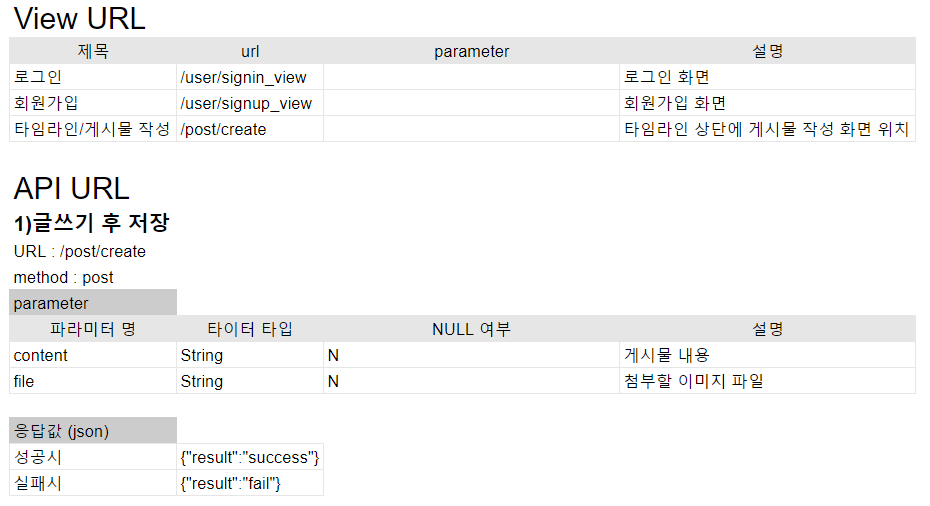 View URL
제목 url parameter 설명
로그인 /user/signin_view 로그인 화면
회원가입 /user/signup_view 회원가입 화면
타임라인/게시물 작성 /post/create 타임라인 상단에 게시물 작성 화면 위치
API URL
1)글쓰기 후 저장
URL : /post/create
method : post
parameter
파라미터 명 타이터 타입 NULL 여부 설명
content String N 게시물 내용
file String N 첨부할 이미지 파일
응답값 (json)
성공시 {"result":"success"}
실패시 {"result":"fail"}